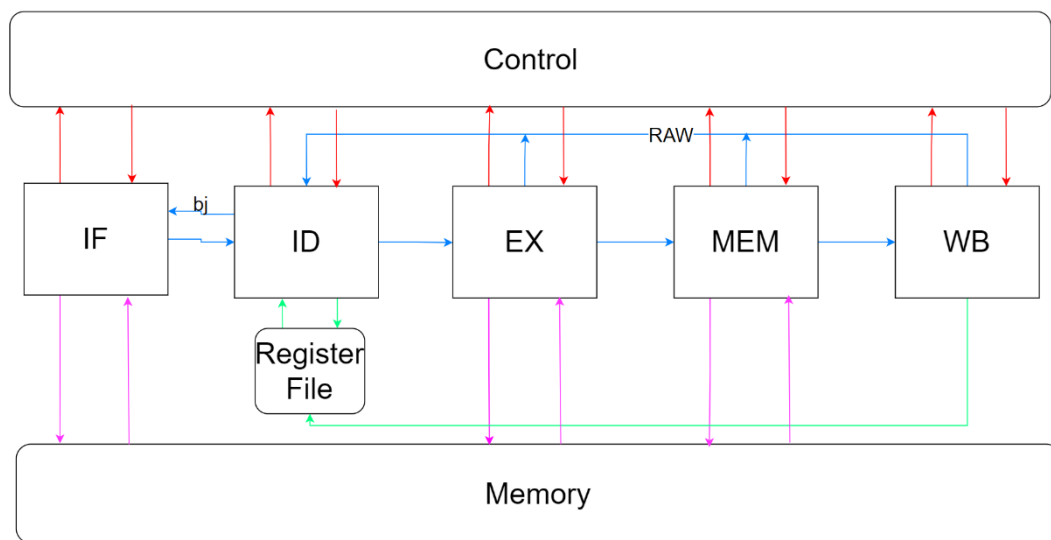 Control
RAW
bj
IF
ID
EX
MEM
WB
Register
File
Memory